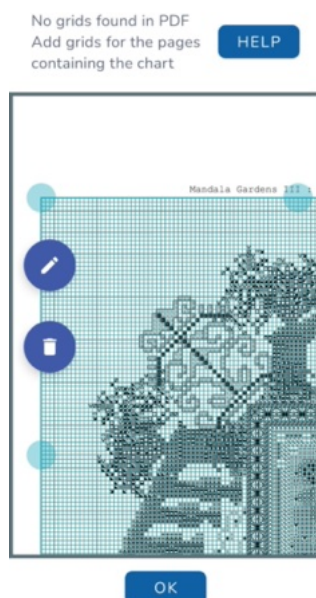 No grids found in PDF
Add grids for the pages
containing the chart
HELP
Mandala Gardens III :
OK